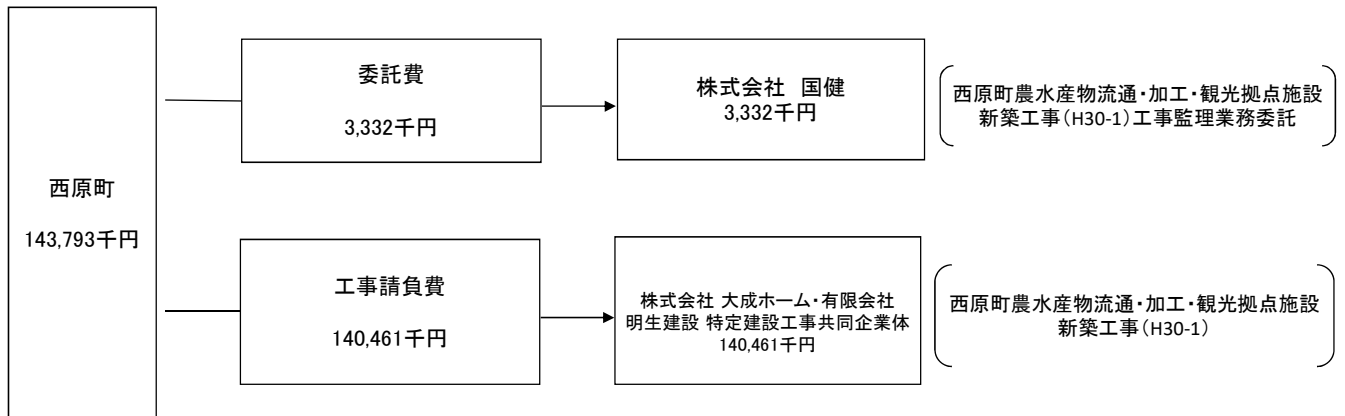 西原町
143,793千円
委託費
3,332千円
株式会社　国健
3,332千円
西原町農水産物流通・加工・観光拠点施設
新築工事(H30-1)工事監理業務委託
工事請負費
140,461千円
株式会社 大成ホーム・有限会社
明生建設 特定建設工事共同企業体
140,461千円
西原町農水産物流通・加工・観光拠点施設
新築工事(H30-1)